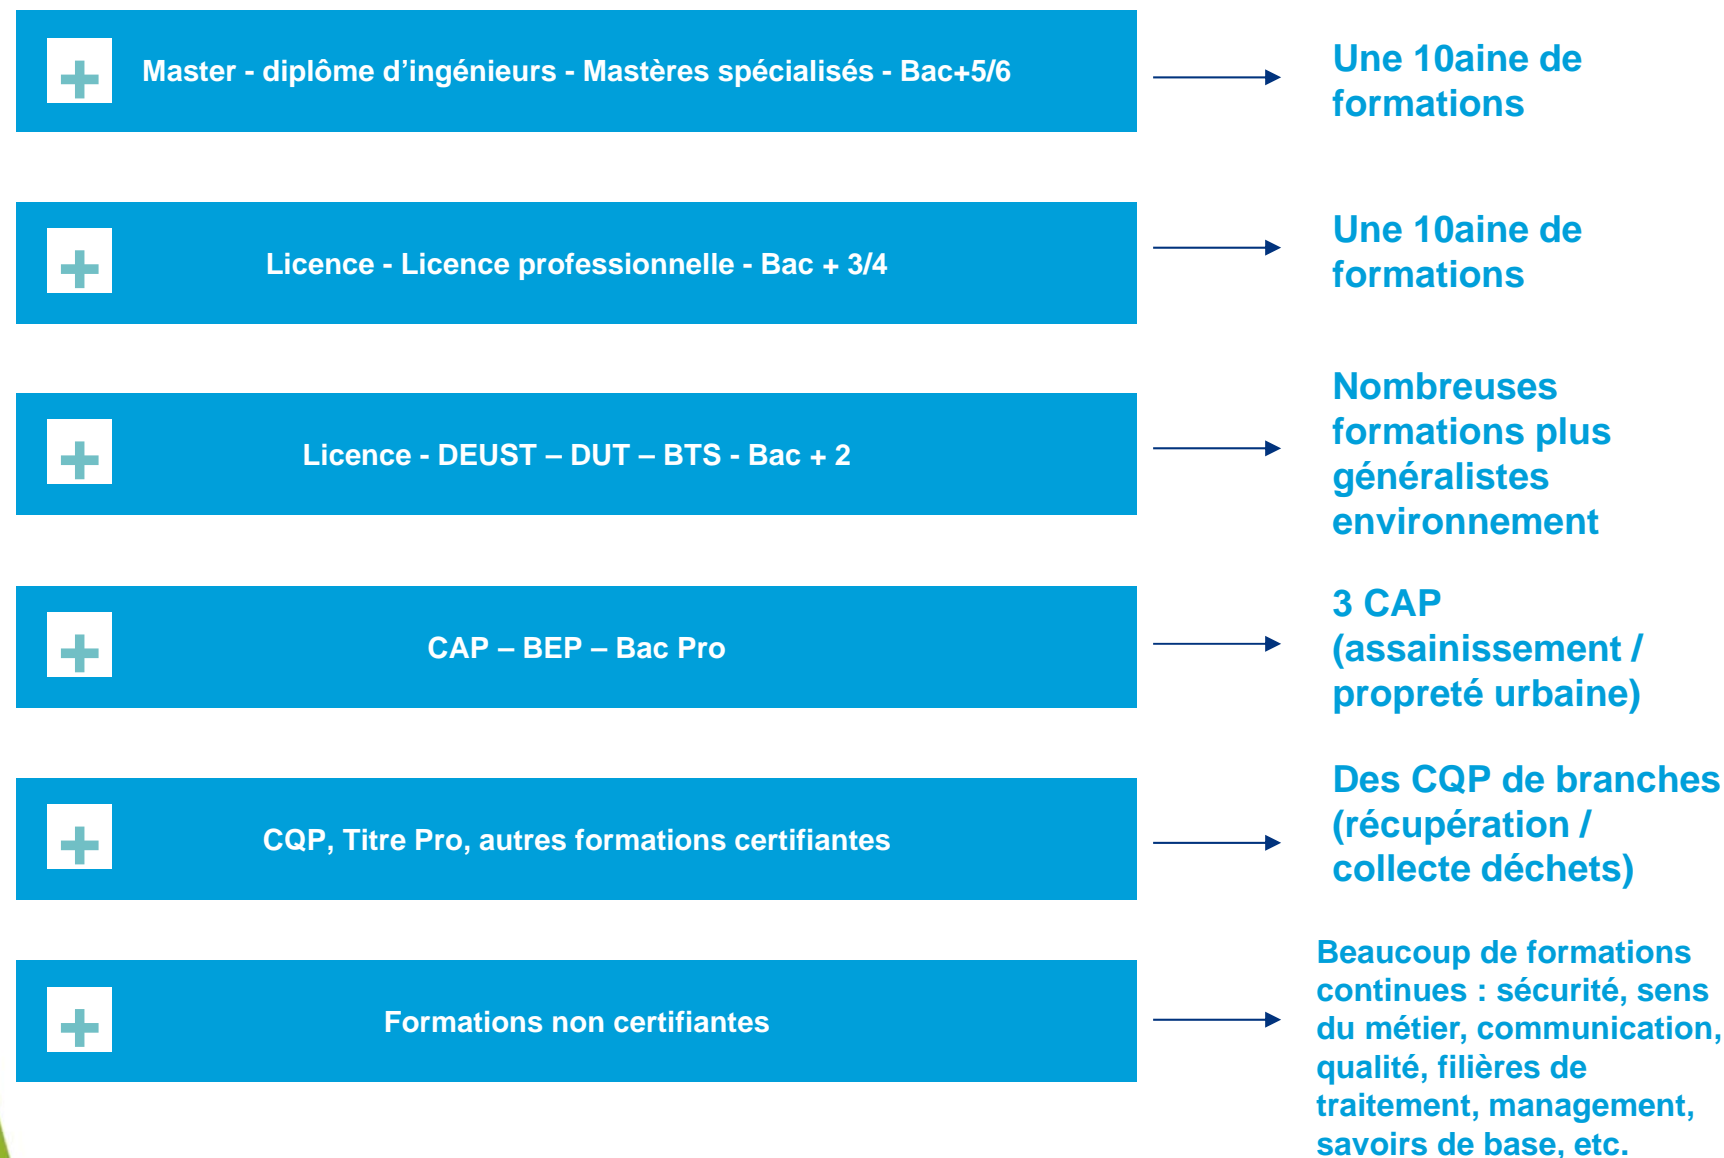 Master - diplôme d’ingénieurs - Mastères spécialisés - Bac+5/6
Une 10aine de
formations
Licence - Licence professionnelle - Bac + 3/4
Une 10aine de
formations
Licence - DEUST – DUT – BTS - Bac + 2
Nombreuses
formations plus
généralistes
environnement
CAP – BEP – Bac Pro
3 CAP
(assainissement /
propreté urbaine)
CQP, Titre Pro, autres formations certifiantes
Des CQP de branches
(récupération /
collecte déchets)
Formations non certifiantes
Beaucoup de formations
continues : sécurité, sens
du métier, communication,
qualité, filières de
traitement, management,
savoirs de base, etc.